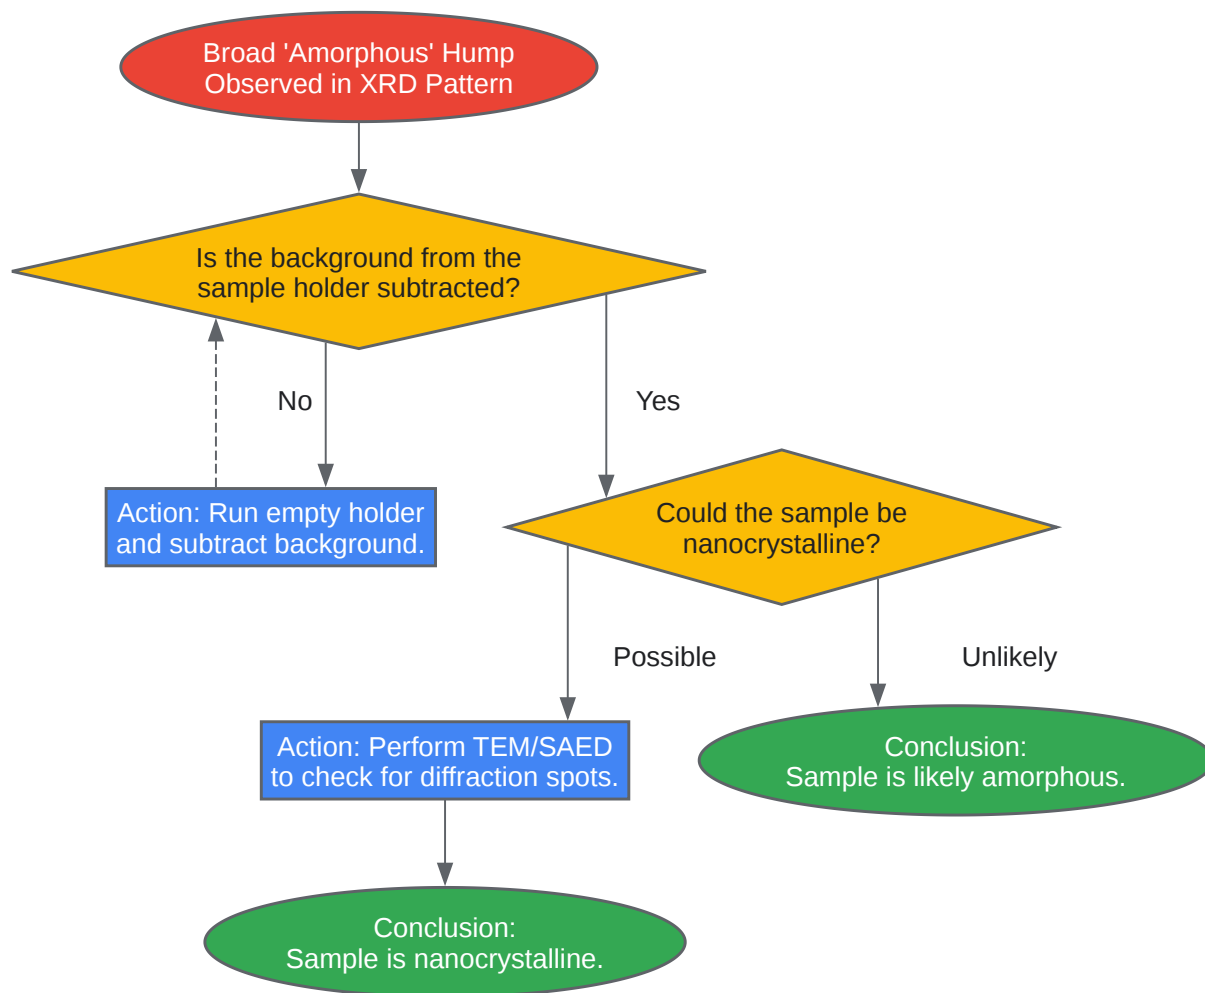 Broad 'Amorphous' Hump
Observed in XRD Pattern
Is the background from the
sample holder subtracted?
No
Yes
Action: Run empty holder
and subtract background.
Could the sample be
nanocrystalline?
Possible
Unlikely
Action: Perform TEM/SAED
to check for diffraction spots.
Conclusion:
Sample is likely amorphous.
Conclusion:
Sample is nanocrystalline.